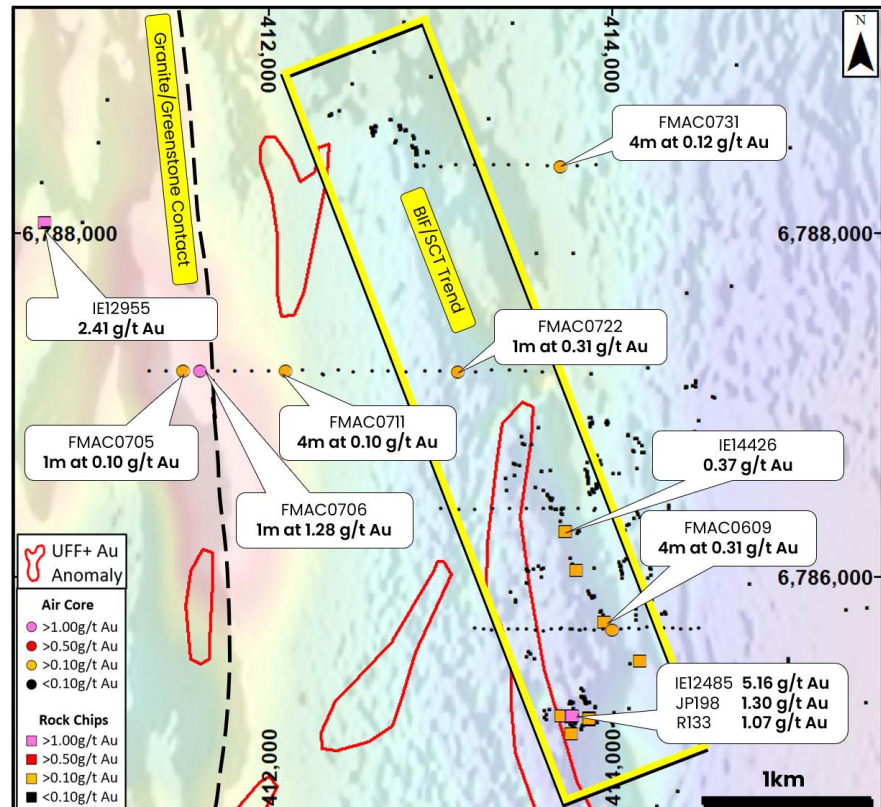 412,000
414,000
N
Granite/Greenstone Contact
FMAC0731
4m at 0.12 g/t Au
BIF/SCT Trend
6,788,000
6,788,000
IE12955
2.41 g/t Au
FMAC0722
1m at 0.31 g/t Au
FMAC0705
1m at 0.10 g/t Au
FMAC0711
4m at 0.10 g/t Au
IE14426
0.37 g/t Au
FMAC0706
1m at 1.28 g/t Au
FMAC0609
4m at 0.31 g/t Au
UFF+ Au
Anomaly
6,786,000
Air Core
>1.00g/t Au
>0.50g/t Au
>0.10g/t Au
<0.10g/t Au
IE12485 5.16 g/t Au
JP198 1.30 g/t Au
R133 1.07 g/t Au
Rock Chips
>1.00g/t Au
>0.50g/t Au
>0.10g/t Au
<0.10g/t Au
412,000
1km